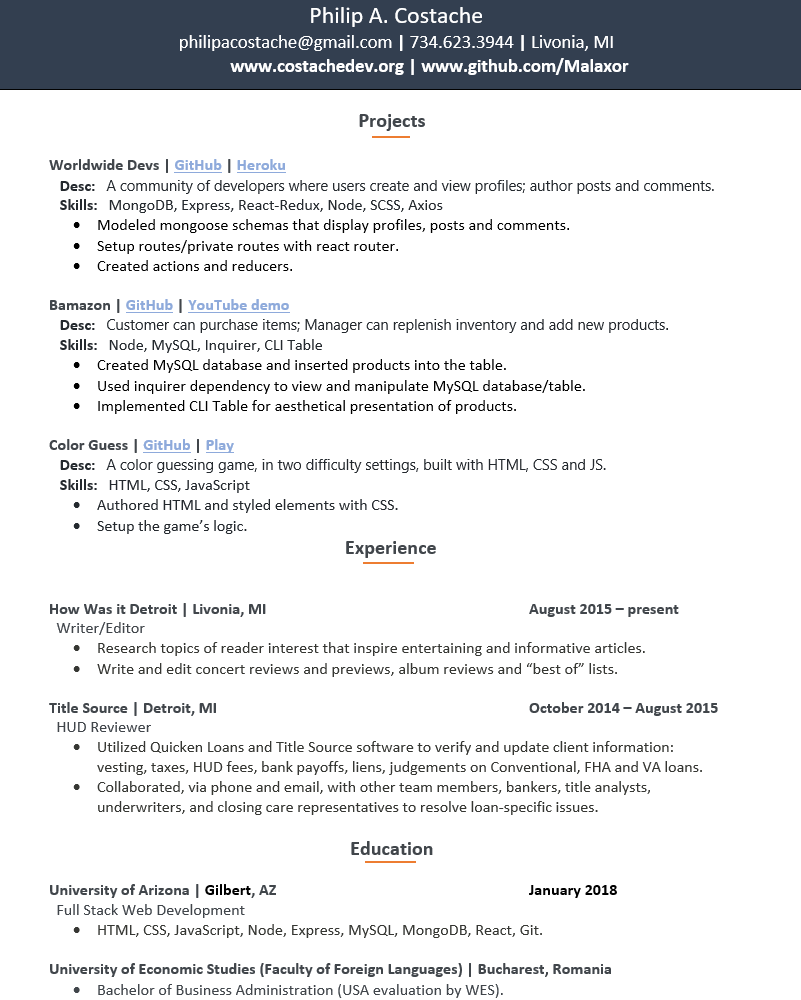 Philip A. Costache
philipacostache@gmail.com | 734.623.3944 | Livonia, MI
www.costachedev.org | www.github.com/Malaxor
Projects
Worldwide Devs | GitHub | Heroku
Desc: A community of developers where users create and view profiles; author posts and comments.
Skills: MongoDB, Express, React-Redux, Node, SCSS, Axios
• Modeled mongoose schemas that display profiles, posts and comments.
• Setup routes/private routes with react router.
• Created actions and reducers.
Bamazon | GitHub | YouTube demo
Desc: Customer can purchase items; Manager can replenish inventory and add new products.
Skills: Node, MySQL, Inquirer, CLI Table
• Created MySQL database and inserted products into the table.
• Used inquirer dependency to view and manipulate MySQL database/table.
• Implemented CLI Table for aesthetical presentation of products.
Color Guess | GitHub | Play
Desc: A color guessing game, in two difficulty settings, built with HTML, CSS and JS.
Skills: HTML, CSS, JavaScript
• Authored HTML and styled elements with CSS.
• Setup the game’s logic.
Experience
How Was it Detroit | Livonia, MI August 2015 – present
Writer/Editor
• Research topics of reader interest that inspire entertaining and informative articles.
• Write and edit concert reviews and previews, album reviews and “best of” lists.
Title Source | Detroit, MI October 2014 – August 2015
HUD Reviewer
• Utilized Quicken Loans and Title Source software to verify and update client information:
vesting, taxes, HUD fees, bank payoffs, liens, judgements on Conventional, FHA and VA loans.
• Collaborated, via phone and email, with other team members, bankers, title analysts,
underwriters, and closing care representatives to resolve loan-specific issues.
Education
University of Arizona | Gilbert, AZ January 2018
Full Stack Web Development
• HTML, CSS, JavaScript, Node, Express, MySQL, MongoDB, React, Git.
University of Economic Studies (Faculty of Foreign Languages) | Bucharest, Romania
• Bachelor of Business Administration (USA evaluation by WES).